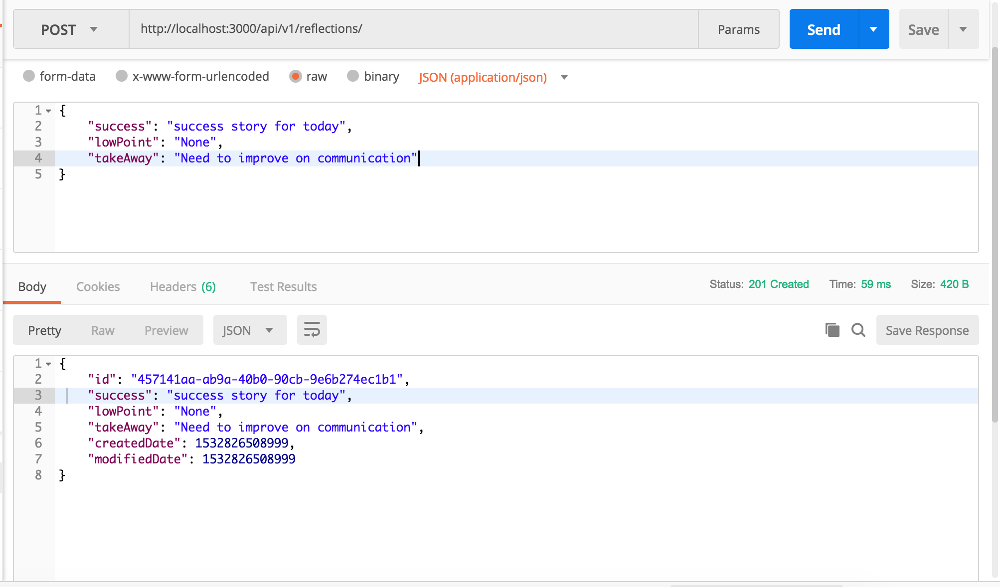 POST http://localhost:3000/api/v1/reflections/ Params Send Save
form-data x-www-form-urlencoded raw binary JSON (application/json)
1 {
2 "success": "success story for today",
3 "lowPoint": "None",
4 "takeAway": "Need to improve on communication"
5 }
Body Cookies Headers (6) Test Results Status: 201 Created Time: 59 ms Size: 420 B
Pretty Raw Preview JSON Save Response
1 {
2 "id": "457141aa-ab9a-40b0-90cb-9e6b274ec1b1",
3 "success": "success story for today",
4 "lowPoint": "None",
5 "takeAway": "Need to improve on communication",
6 "createdDate": 1532826508999,
7 "modifiedDate": 1532826508999
8 }